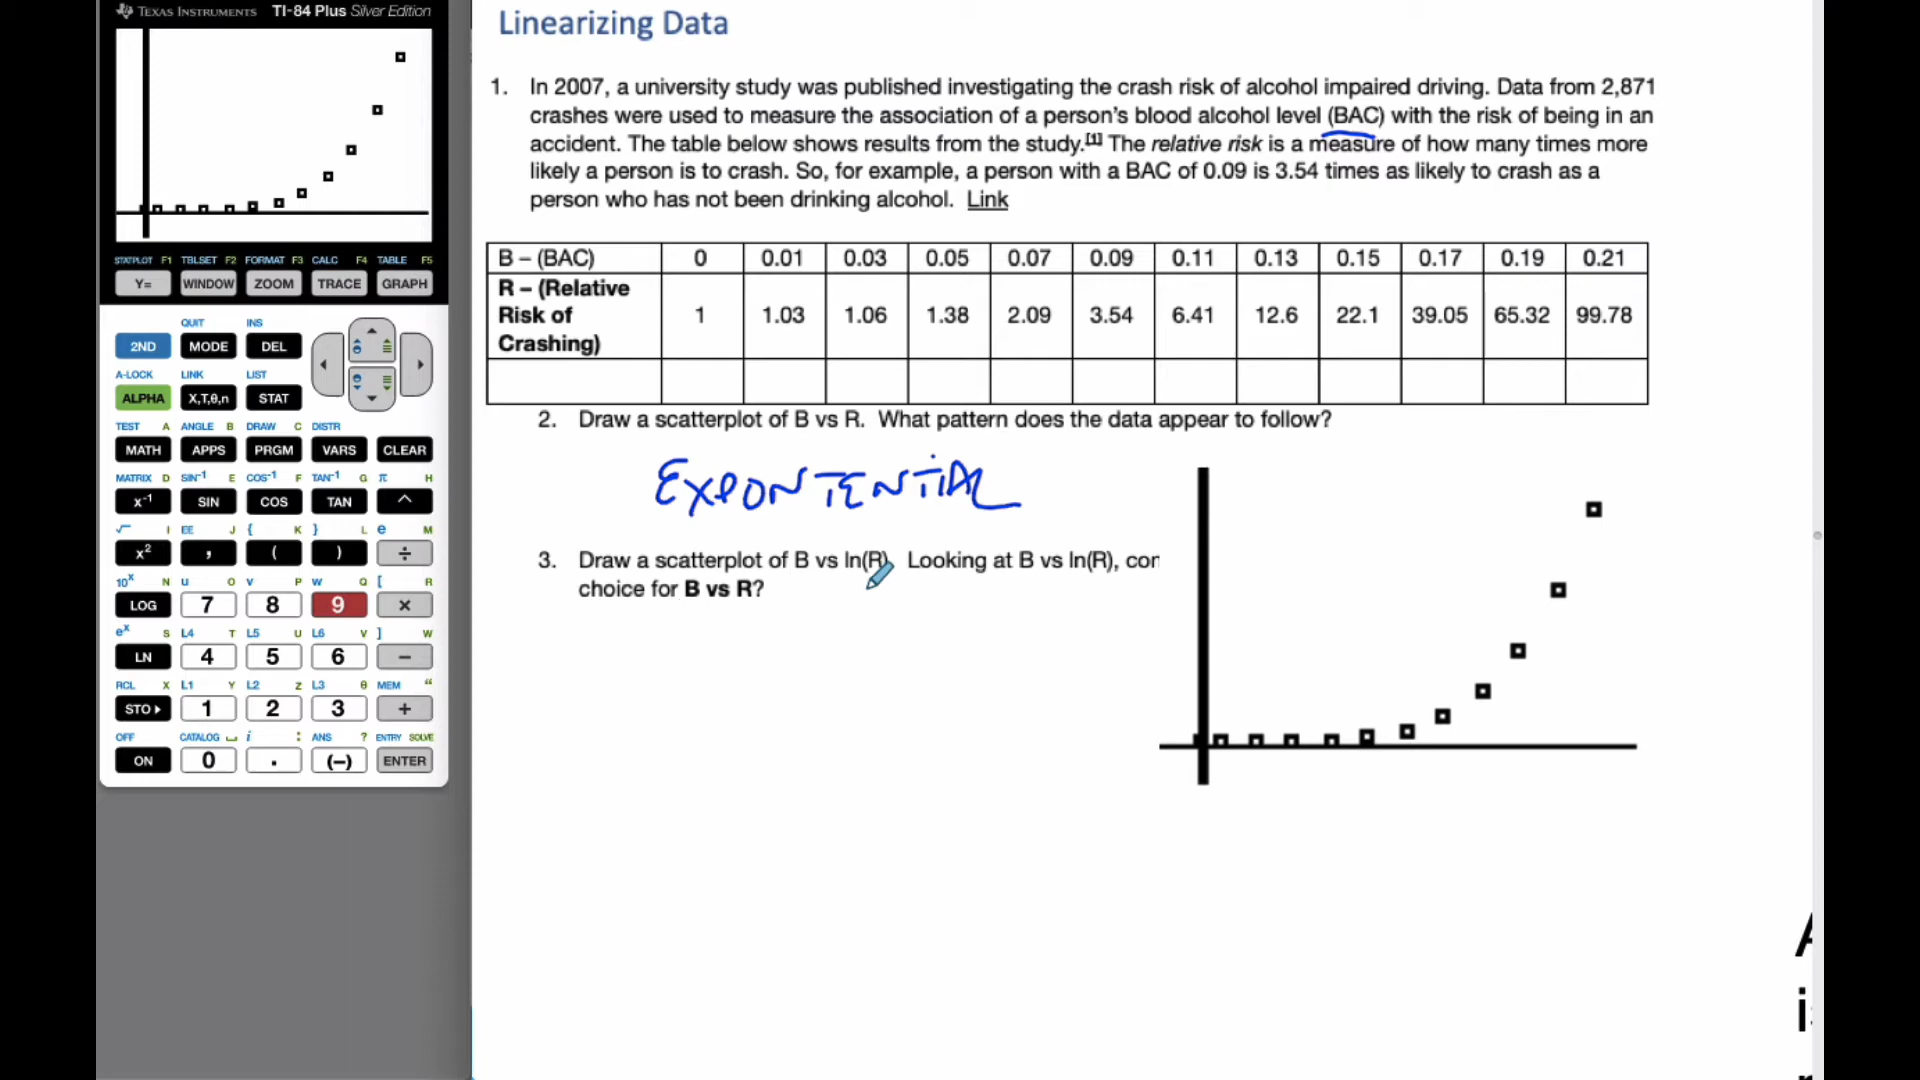 TEXAS INSTRUMENTS TI-84 Plus Silver Edition
STATPLOT F1 TBLSET F2 FORMAT F3 CALC F4 TABLE F5
Y= WINDOW ZOOM TRACE GRAPH
QUIT INS
2ND MODE DEL
A-LOCK LINK LIST
ALPHA X,T,θ,n STAT
TEST A ANGLE B DRAW C DISTR
MATH APPS PRGM VARS CLEAR
MATRIX D SIN⁻¹ E COS⁻¹ F TAN⁻¹ G π H
x⁻¹ SIN COS TAN ^
√ I EE J { K } L e M
x² , ( ) ÷
10ˣ N u O v P w Q [ R
LOG 7 8 9 ×
eˣ S L4 T L5 U L6 V ] W
LN 4 5 6 −
RCL X L1 Y L2 Z L3 θ MEM "
STO▸ 1 2 3 +
OFF CATALOG ⎵ i : ANS ? ENTRY SOLVE
ON 0 . (−) ENTER
Linearizing Data
1. In 2007, a university study was published investigating the crash risk of alcohol impaired driving. Data from 2,871
crashes were used to measure the association of a person's blood alcohol level (BAC) with the risk of being in an
accident. The table below shows results from the study.[1] The relative risk is a measure of how many times more
likely a person is to crash. So, for example, a person with a BAC of 0.09 is 3.54 times as likely to crash as a
person who has not been drinking alcohol. Link
B – (BAC) 0 0.01 0.03 0.05 0.07 0.09 0.11 0.13 0.15 0.17 0.19 0.21
R – (Relative
Risk of 1 1.03 1.06 1.38 2.09 3.54 6.41 12.6 22.1 39.05 65.32 99.78
Crashing)
2. Draw a scatterplot of B vs R. What pattern does the data appear to follow?
EXPONTENTIAL
3. Draw a scatterplot of B vs ln(R). Looking at B vs ln(R), con
choice for B vs R?